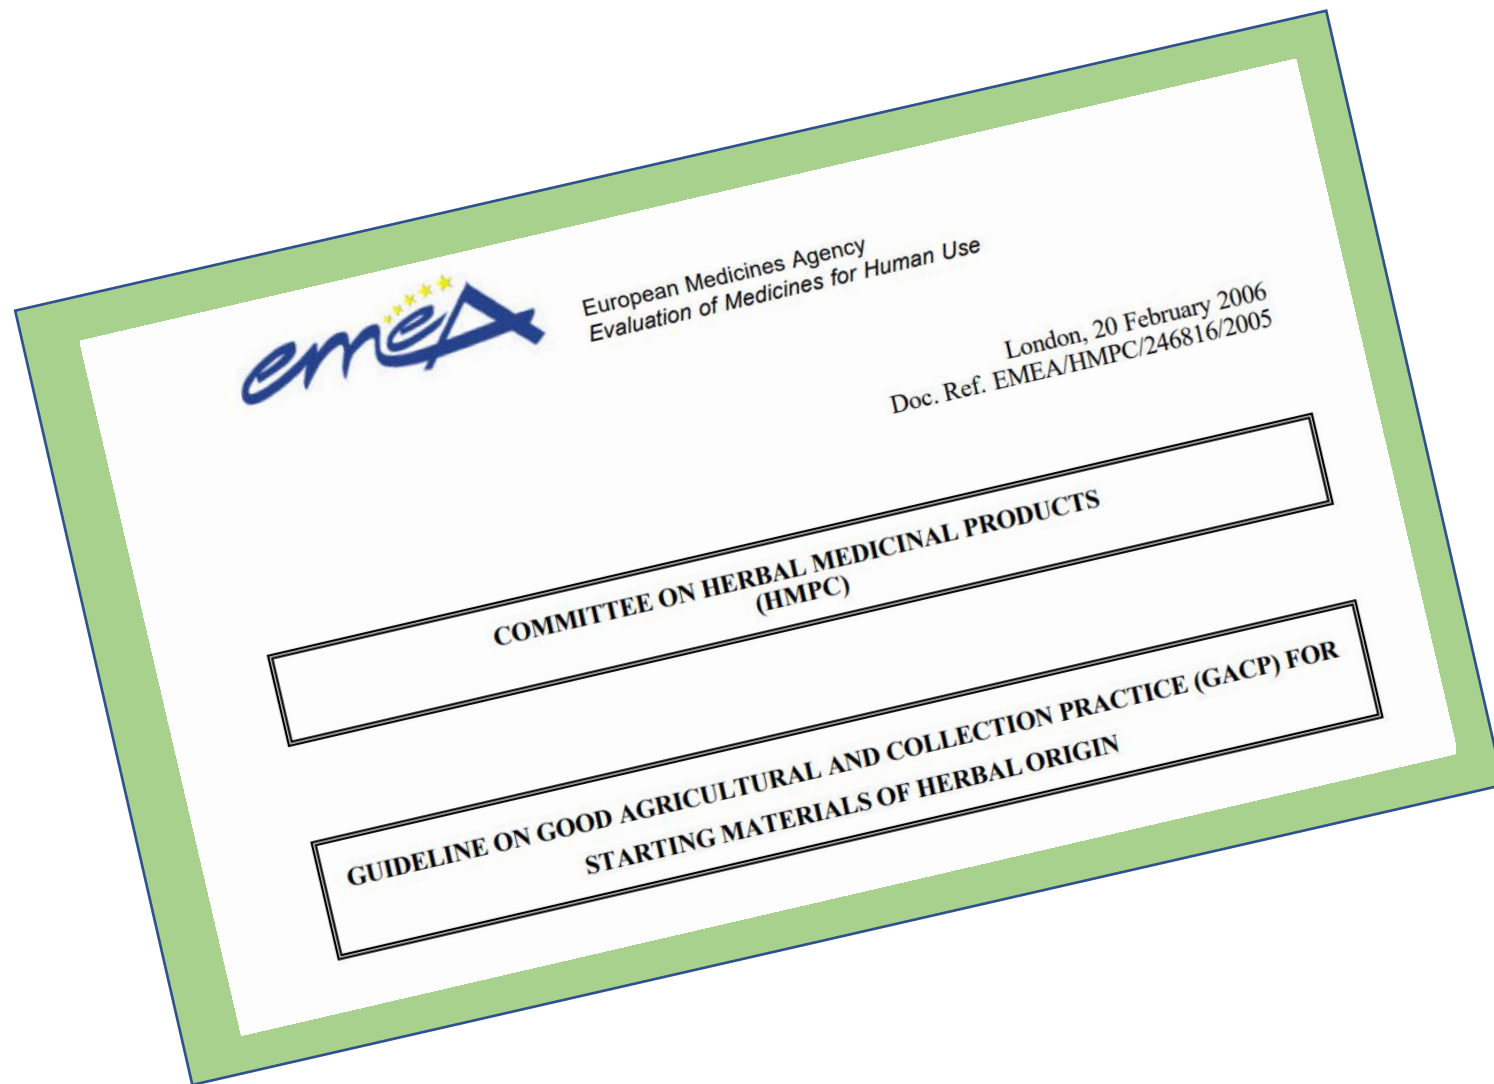 emeA
European Medicines Agency
Evaluation of Medicines for Human Use
London, 20 February 2006
Doc. Ref. EMEA/HMPC/246816/2005
COMMITTEE ON HERBAL MEDICINAL PRODUCTS
(HMPC)
GUIDELINE ON GOOD AGRICULTURAL AND COLLECTION PRACTICE (GACP) FOR
STARTING MATERIALS OF HERBAL ORIGIN